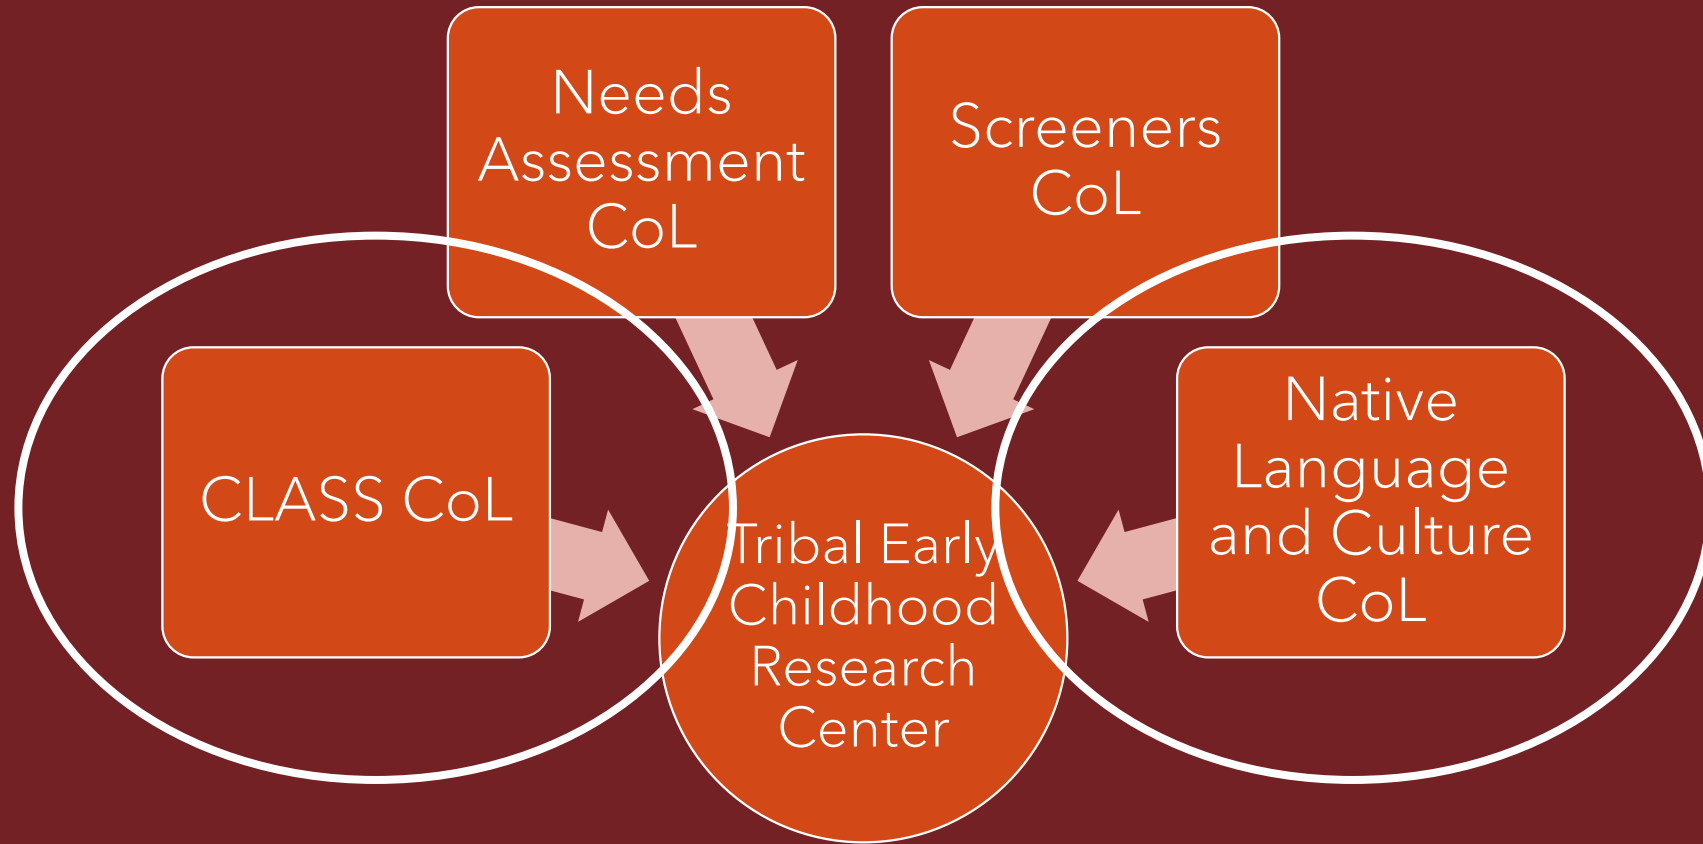 Needs
Assessment
CoL
Screeners
CoL
CLASS CoL
Native
Language
and Culture
CoL
Tribal Early
Childhood
Research
Center